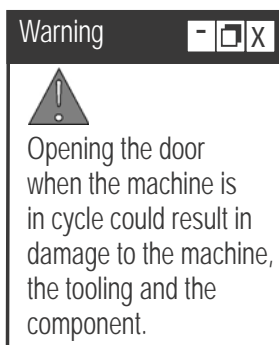 Warning - X
Opening the door
when the machine is
in cycle could result in
damage to the machine,
the tooling and the
component.